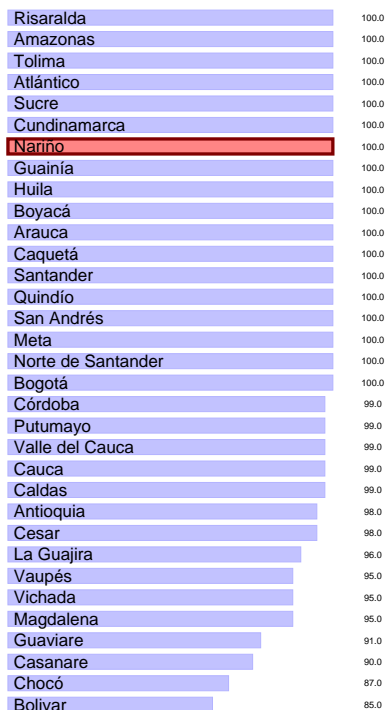 Risaralda 100.0
Amazonas 100.0
Tolima 100.0
Atlántico 100.0
Sucre 100.0
Cundinamarca 100.0
Nariño 100.0
Guainía 100.0
Huila 100.0
Boyacá 100.0
Arauca 100.0
Caquetá 100.0
Santander 100.0
Quindío 100.0
San Andrés 100.0
Meta 100.0
Norte de Santander 100.0
Bogotá 100.0
Córdoba 99.0
Putumayo 99.0
Valle del Cauca 99.0
Cauca 99.0
Caldas 99.0
Antioquia 98.0
Cesar 98.0
La Guajira 96.0
Vaupés 95.0
Vichada 95.0
Magdalena 95.0
Guaviare 91.0
Casanare 90.0
Chocó 87.0
Bolivar 85.0